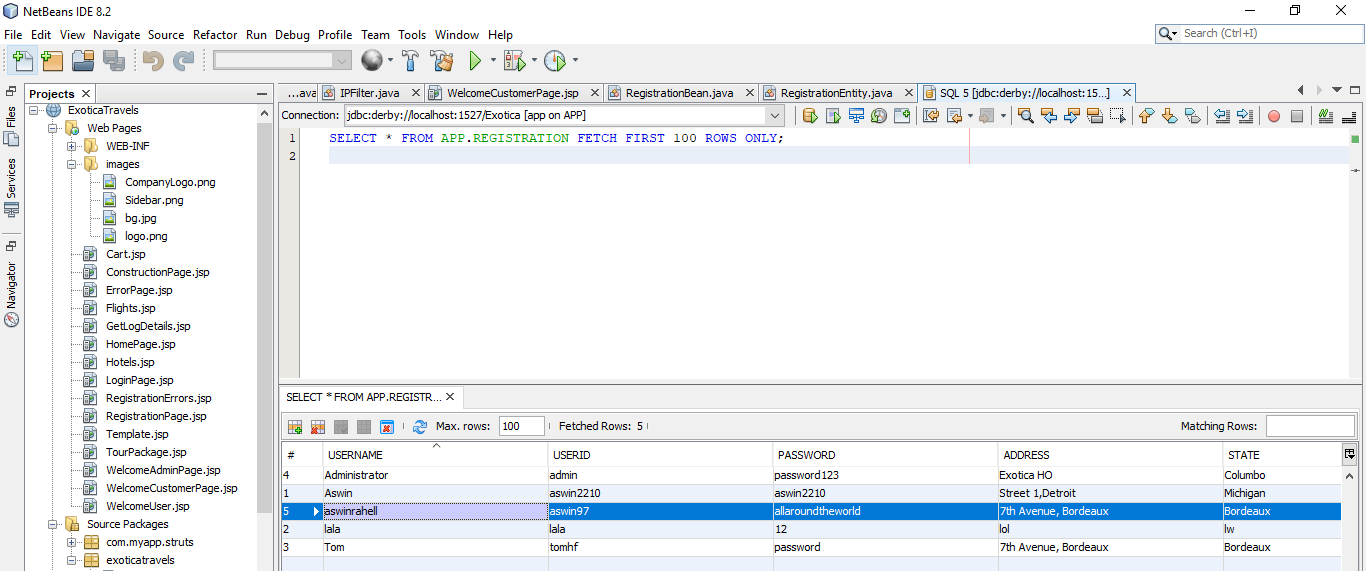 NetBeans IDE 8.2
File Edit View Navigate Source Refactor Run Debug Profile Team Tools Window Help
Search (Ctrl+I)
Files
Services
Navigator
Projects
ExoticaTravels
Web Pages
WEB-INF
images
CompanyLogo.png
Sidebar.png
bg.jpg
logo.png
Cart.jsp
ConstructionPage.jsp
ErrorPage.jsp
Flights.jsp
GetLogDetails.jsp
HomePage.jsp
Hotels.jsp
LoginPage.jsp
RegistrationErrors.jsp
RegistrationPage.jsp
Template.jsp
TourPackage.jsp
WelcomeAdminPage.jsp
WelcomeCustomerPage.jsp
WelcomeUser.jsp
Source Packages
com.myapp.struts
exoticatravels
...ava IPFilter.java WelcomeCustomerPage.jsp RegistrationBean.java RegistrationEntity.java SQL 5 [jdbc:derby://localhost:15...]
Connection: jdbc:derby://localhost:1527/Exotica [app on APP]
1 SELECT * FROM APP.REGISTRATION FETCH FIRST 100 ROWS ONLY;
2
SELECT * FROM APP.REGISTR...
Max. rows: 100 Fetched Rows: 5 Matching Rows:
# USERNAME USERID PASSWORD ADDRESS STATE
4 Administrator admin password123 Exotica HO Columbo
1 Aswin aswin2210 aswin2210 Street 1,Detroit Michigan
5 aswinrahell aswin97 allaroundtheworld 7th Avenue, Bordeaux Bordeaux
2 lala lala 12 lol lw
3 Tom tomhf password 7th Avenue, Bordeaux Bordeaux